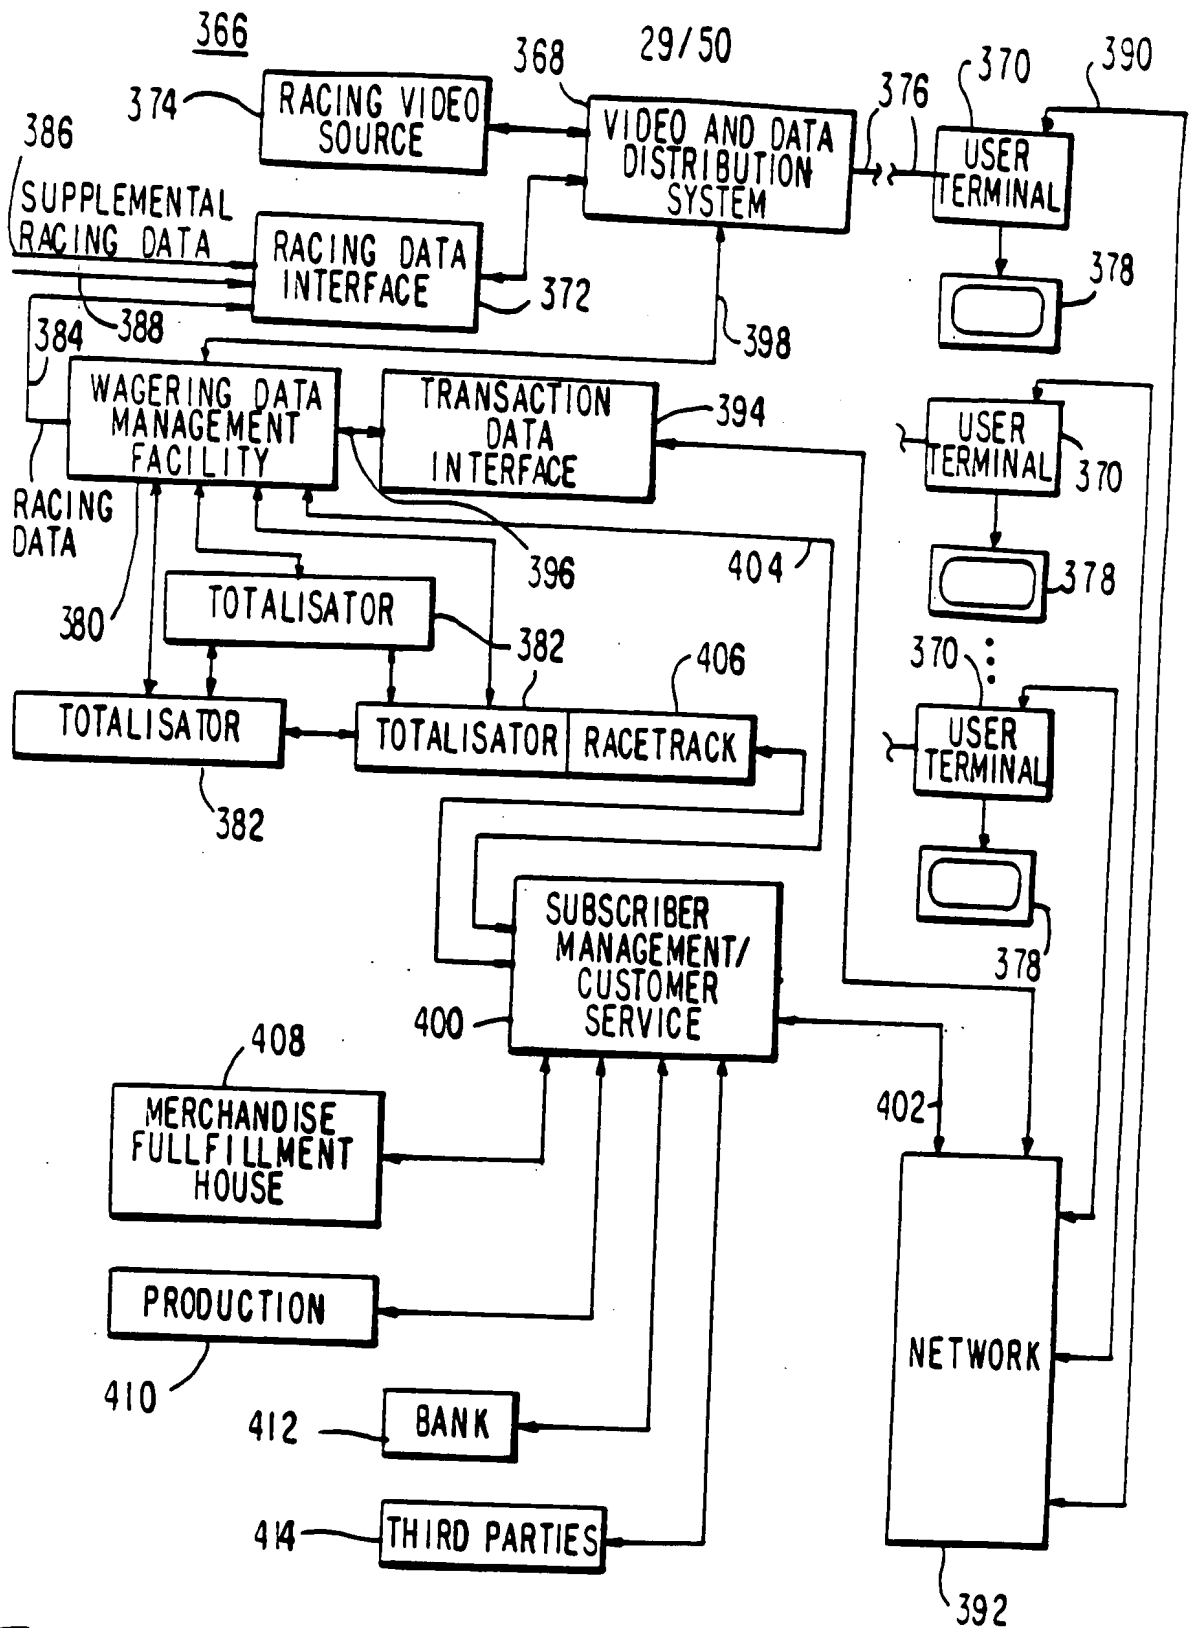 366
29/50
368
370
390
374
RACING VIDEO
SOURCE
VIDEO AND DATA
DISTRIBUTION
SYSTEM
376
USER
TERMINAL
386
SUPPLEMENTAL
RACING DATA
RACING DATA
INTERFACE
372
378
388
384
398
WAGERING DATA
MANAGEMENT
FACILITY
TRANSACTION
DATA
INTERFACE
394
USER
TERMINAL
370
RACING
DATA
396
404
378
380
TOTALISATOR
382
406
370
TOTALISATOR
TOTALISATOR
RACETRACK
USER
TERMINAL
382
378
SUBSCRIBER
MANAGEMENT/
CUSTOMER
SERVICE
400
408
402
MERCHANDISE
FULLFILLMENT
HOUSE
PRODUCTION
410
NETWORK
412
BANK
414
THIRD PARTIES
392